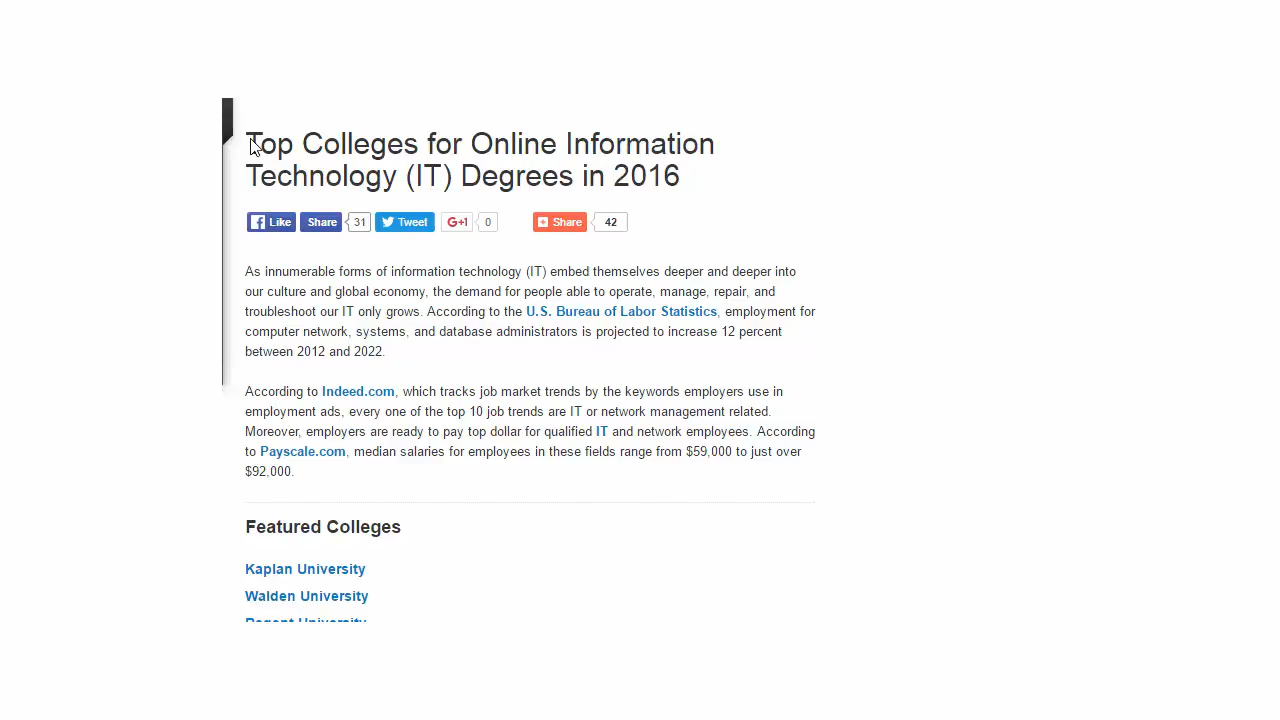 Top Colleges for Online Information
Technology (IT) Degrees in 2016
Like Share 31 Tweet G+1 0 Share 42
As innumerable forms of information technology (IT) embed themselves deeper and deeper into
our culture and global economy, the demand for people able to operate, manage, repair, and
troubleshoot our IT only grows. According to the U.S. Bureau of Labor Statistics, employment for
computer network, systems, and database administrators is projected to increase 12 percent
between 2012 and 2022.
According to Indeed.com, which tracks job market trends by the keywords employers use in
employment ads, every one of the top 10 job trends are IT or network management related.
Moreover, employers are ready to pay top dollar for qualified IT and network employees. According
to Payscale.com, median salaries for employees in these fields range from $59,000 to just over
$92,000.
Featured Colleges
Kaplan University
Walden University
Regent University